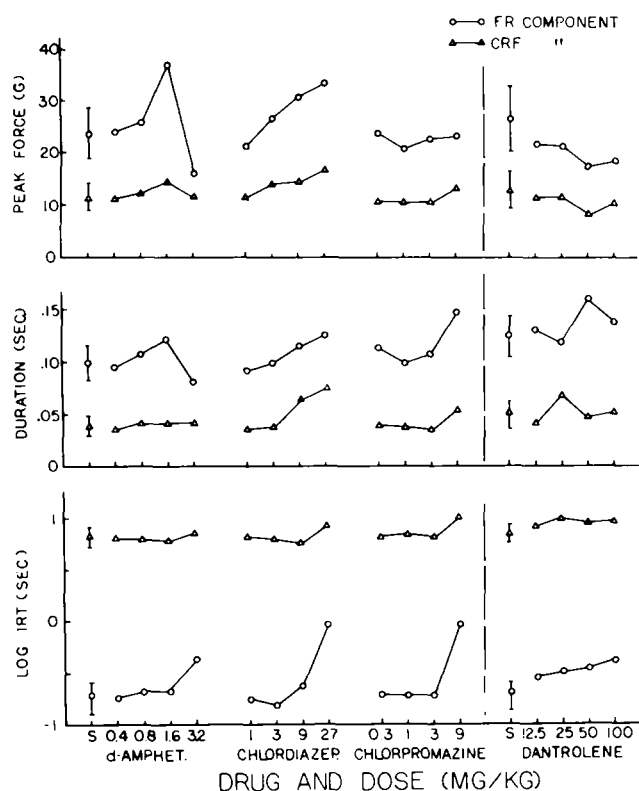 FR COMPONENT
CRF "
PEAK FORCE (G)
40
30
20
10
0
DURATION (SEC)
.15
.10
.05
0
LOG IRT (SEC)
1
0
-1
S 0.4 0.8 1.6 3.2 1 3 9 27 0.3 1 3 9 S 12.5 25 50 100
d-AMPHET. CHLORDIAZEP. CHLORPROMAZINE DANTROLENE
DRUG AND DOSE (MG/KG)